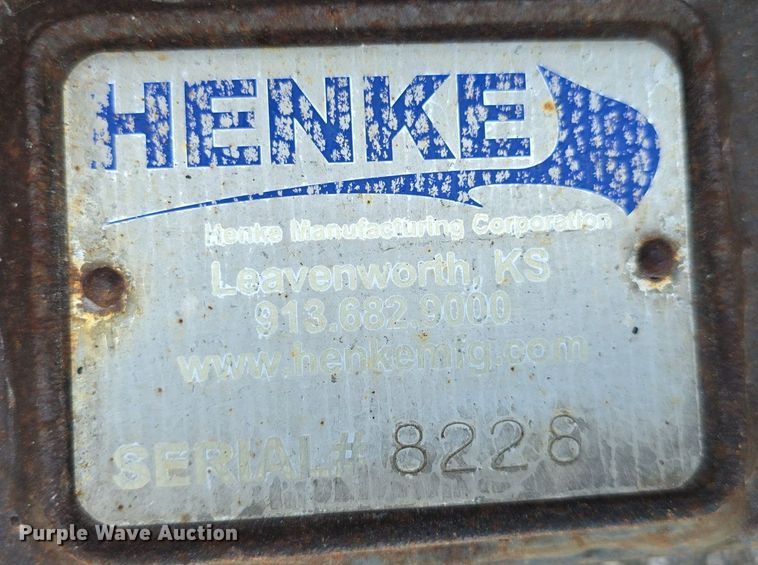 HENKE
Henke Manufacturing Corporation
Leavenworth, KS
913.682.9000
www.henkemfg.com
SERIAL# 8228
Purple Wave Auction